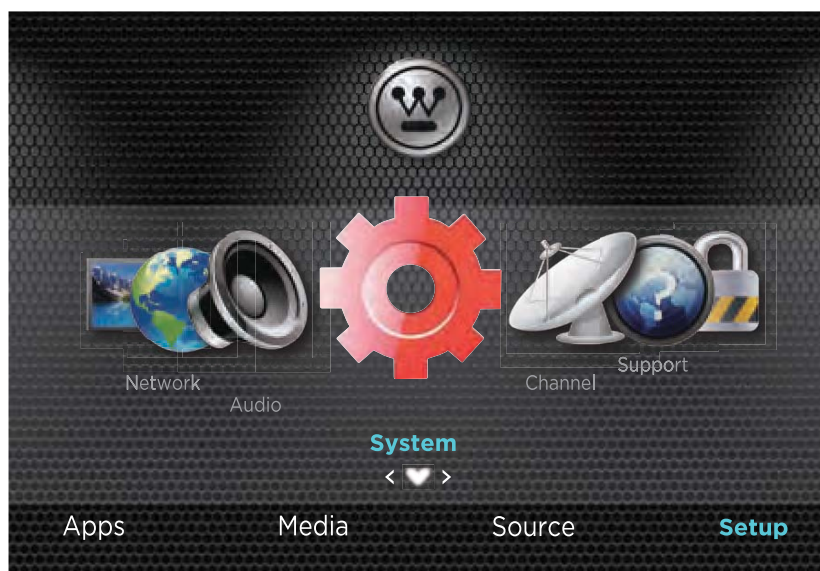 Network
Audio
Channel
Support
System
< >
Apps Media Source Setup